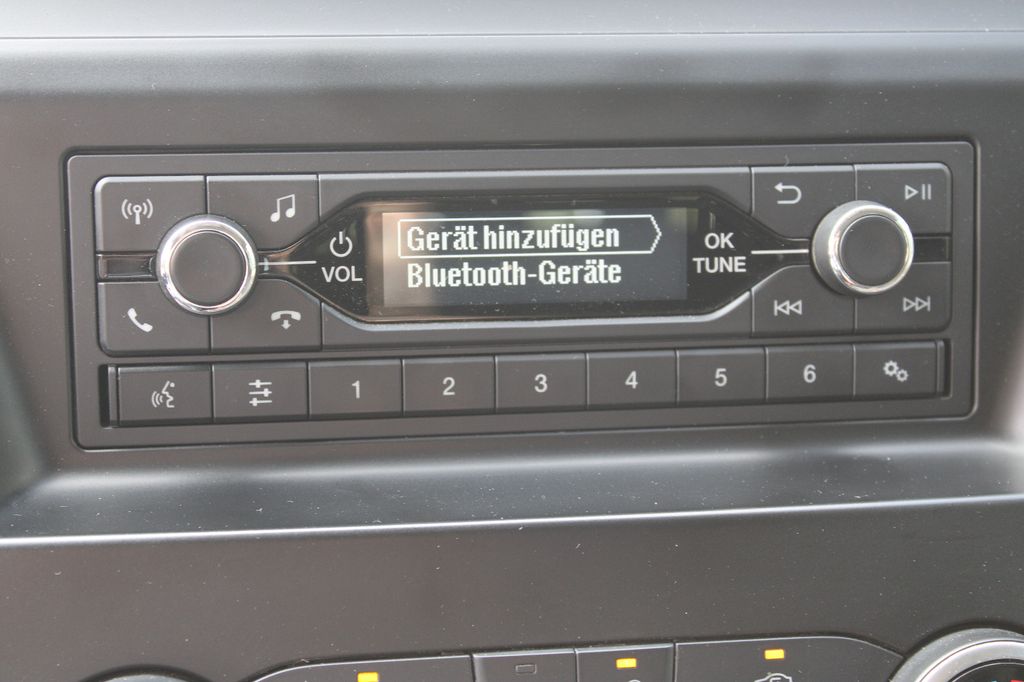 Gerät hinzufügen
Bluetooth-Geräte
VOL
OK
TUNE
1 2 3 4 5 6